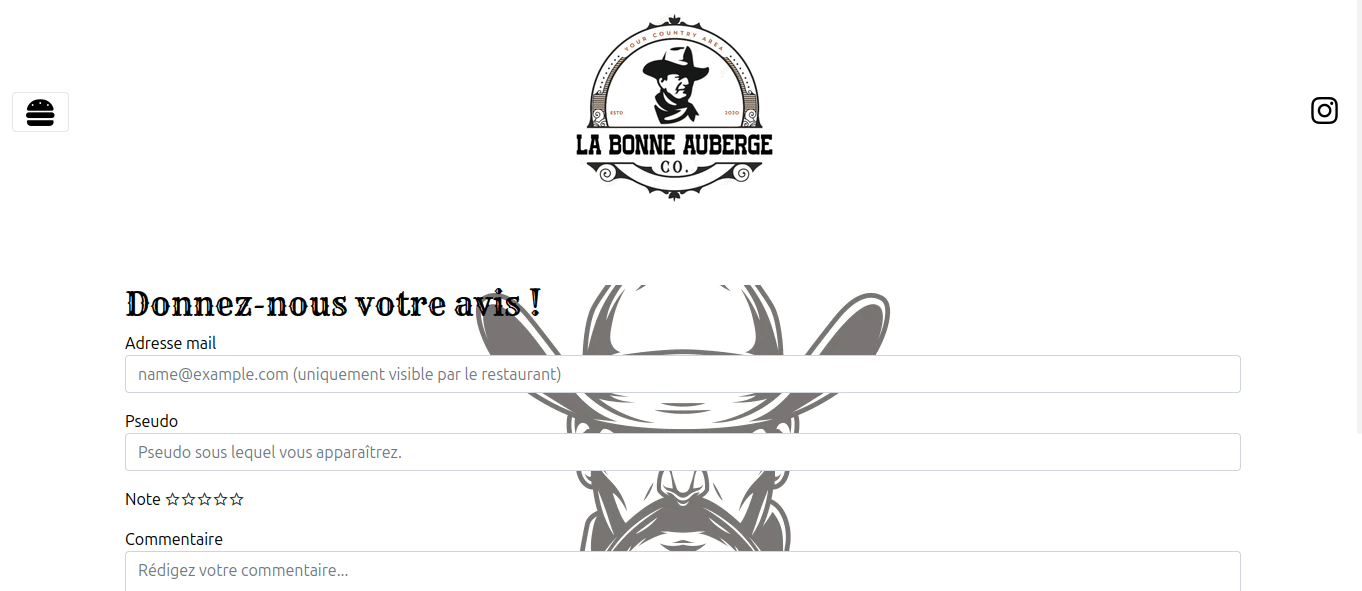 YOUR COUNTRY AREA
ESTD 2020
LA BONNE AUBERGE
CO.
Donnez-nous votre avis !
Adresse mail
name@example.com (uniquement visible par le restaurant)
Pseudo
Pseudo sous lequel vous apparaîtrez.
Note ☆☆☆☆☆
Commentaire
Rédigez votre commentaire...